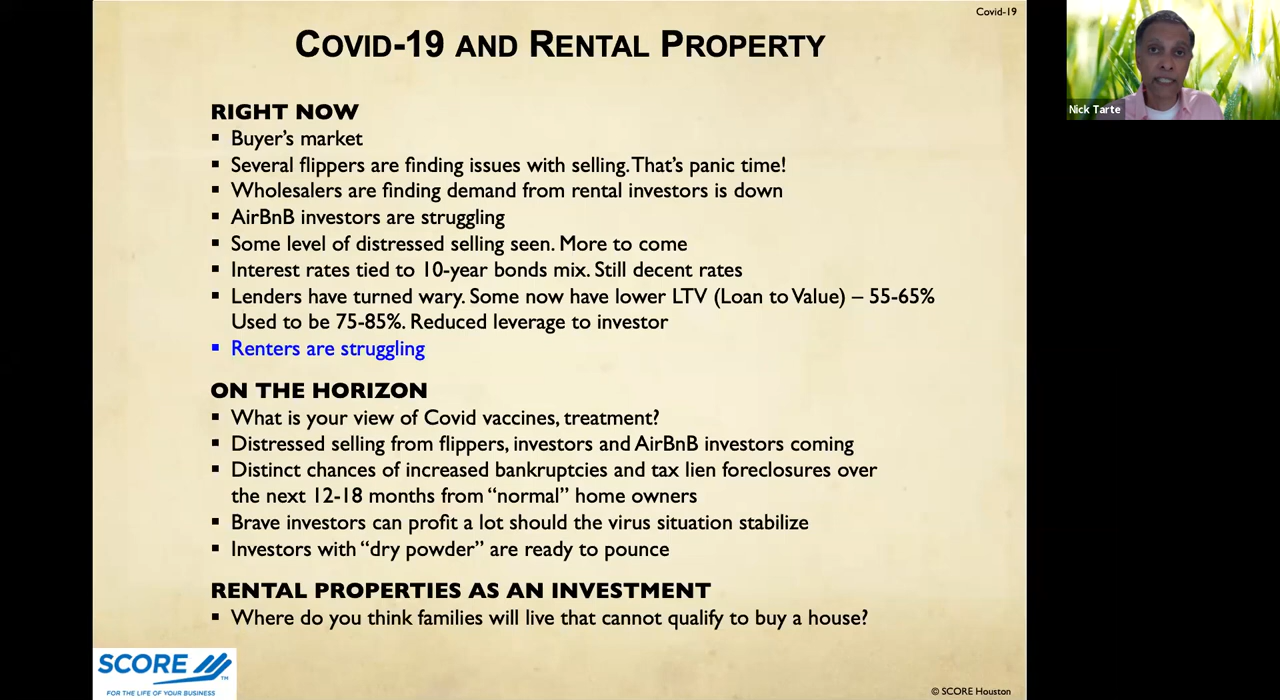 Covid-19
COVID-19 AND RENTAL PROPERTY
RIGHT NOW
▪ Buyer's market
▪ Several flippers are finding issues with selling. That's panic time!
▪ Wholesalers are finding demand from rental investors is down
▪ AirBnB investors are struggling
▪ Some level of distressed selling seen. More to come
▪ Interest rates tied to 10-year bonds mix. Still decent rates
▪ Lenders have turned wary. Some now have lower LTV (Loan to Value) – 55-65%
Used to be 75-85%. Reduced leverage to investor
▪ Renters are struggling
ON THE HORIZON
▪ What is your view of Covid vaccines, treatment?
▪ Distressed selling from flippers, investors and AirBnB investors coming
▪ Distinct chances of increased bankruptcies and tax lien foreclosures over
the next 12-18 months from "normal" home owners
▪ Brave investors can profit a lot should the virus situation stabilize
▪ Investors with "dry powder" are ready to pounce
RENTAL PROPERTIES AS AN INVESTMENT
▪ Where do you think families will live that cannot qualify to buy a house?
SCORE TM
FOR THE LIFE OF YOUR BUSINESS
© SCORE Houston
Nick Tarte